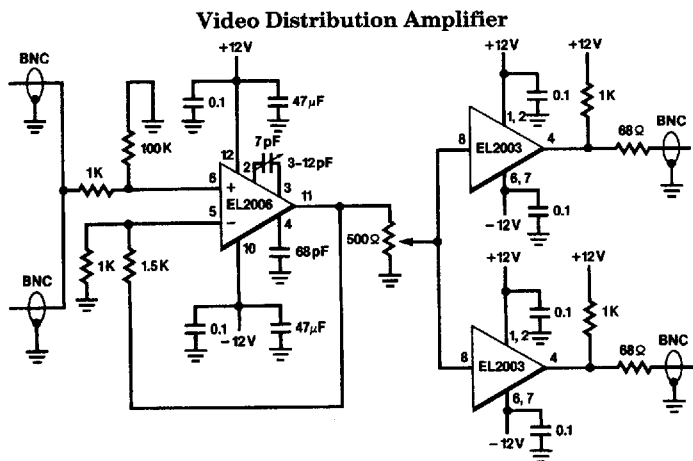 Video Distribution Amplifier
BNC
+12V
0.1
47µF
7pF
3-12pF
100K
1K
12
2
3
6
+
EL2006
11
5
−
4
10
68pF
1K
1.5K
0.1
−12V
47µF
BNC
500Ω
+12V
+12V
BNC
0.1
1K
1, 2
8
EL2003
4
68Ω
6, 7
0.1
−12V
+12V
+12V
BNC
0.1
1K
1, 2
8
EL2003
4
68Ω
6, 7
−12V
0.1